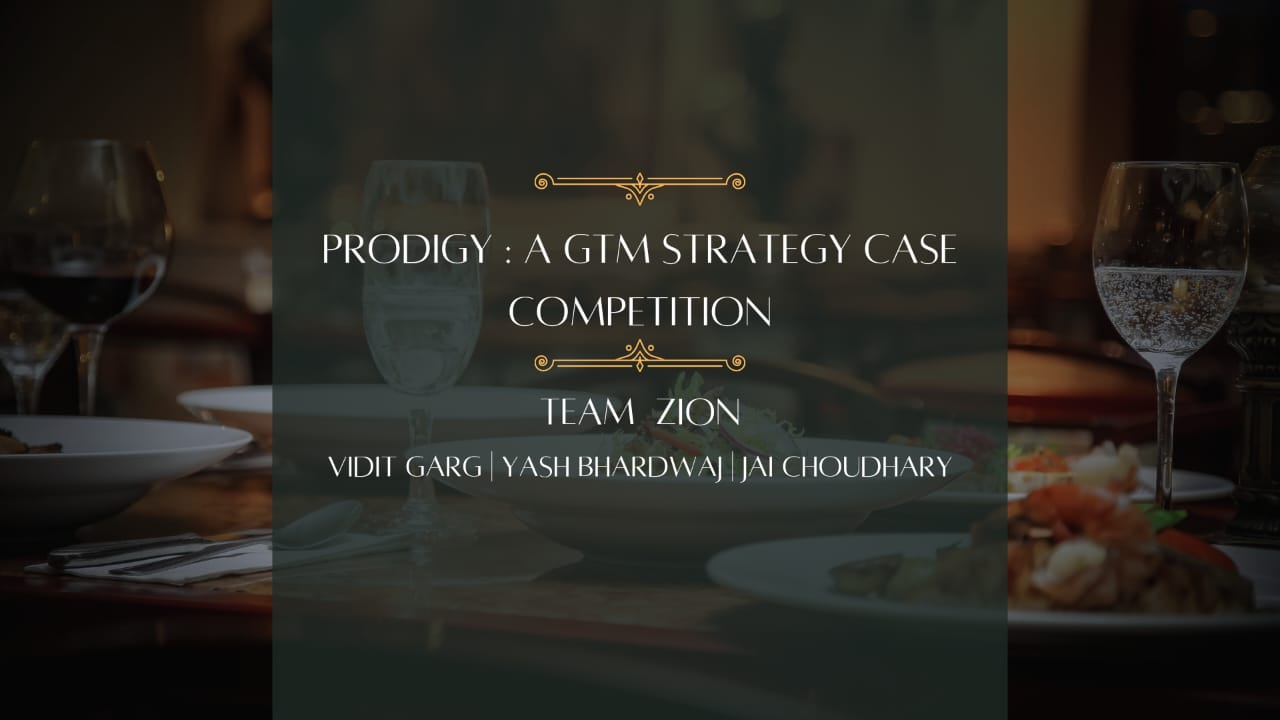 PRODIGY : A GTM STRATEGY CASE
COMPETITION
TEAM ZION
VIDIT GARG | YASH BHARDWAJ | JAI CHOUDHARY